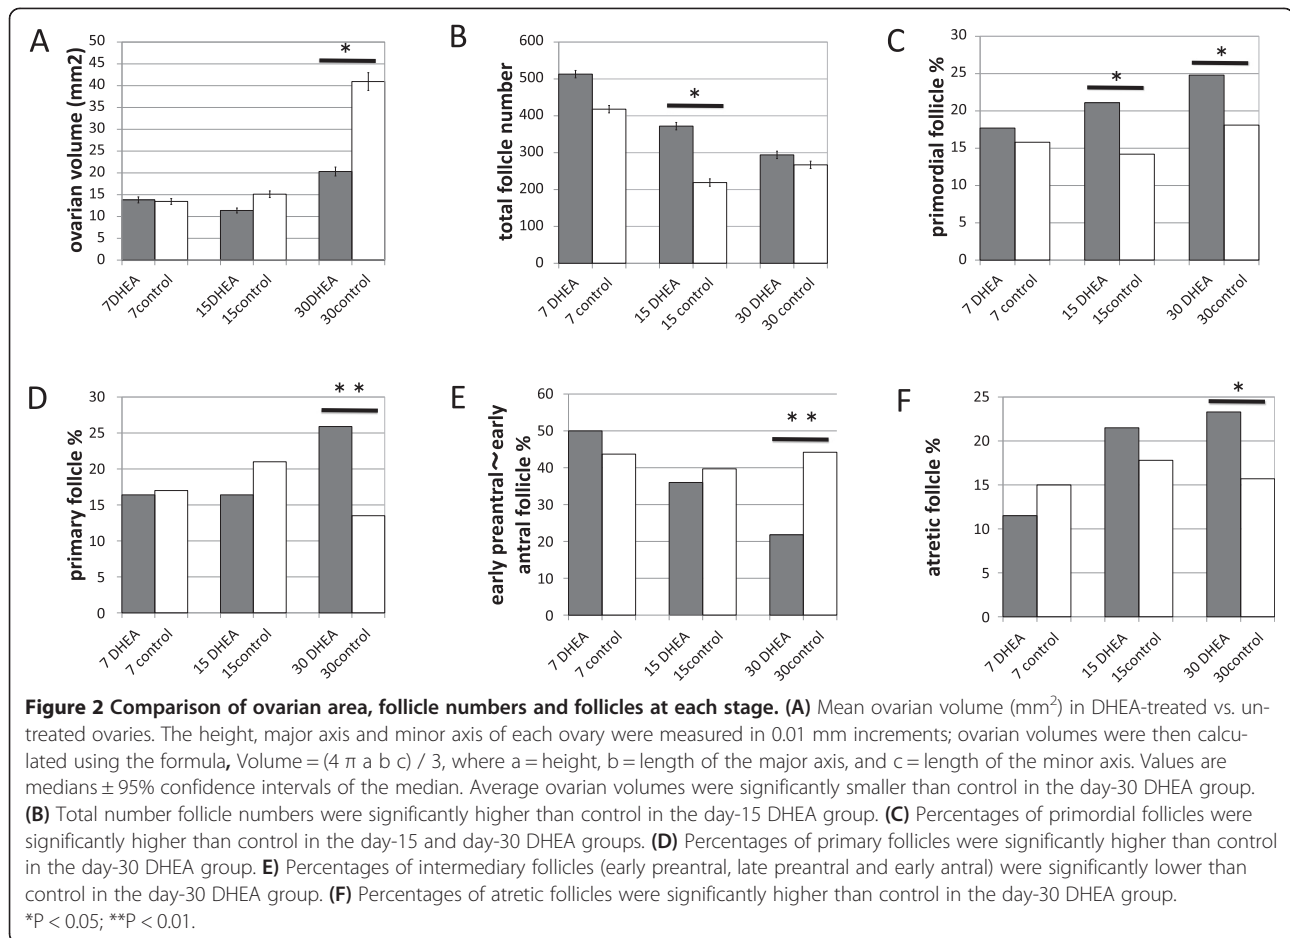 A
ovarian volume (mm2)
50
45
40
35
30
25
20
15
10
5
0
*
7DHEA
7control
15DHEA
15control
30DHEA
30control
B
total follicle number
600
500
400
300
200
100
0
*
7 DHEA
7 control
15 DHEA
15 control
30 DHEA
30 control
C
primordial follicle %
30
25
20
15
10
5
0
*
*
7 DHEA
7 control
15 DHEA
15control
30 DHEA
30control
D
primary follcle %
30
25
20
15
10
5
0
* *
7 DHEA
7 control
15 DHEA
15control
30 DHEA
30control
E
early preantral~early
antral follicle %
60
50
40
30
20
10
0
* *
7 DHEA
7 control
15 DHEA
15control
30 DHEA
30control
F
atretic follcle %
25
20
15
10
5
0
*
7 DHEA
7 control
15 DHEA
15control
30 DHEA
30control
Figure 2 Comparison of ovarian area, follicle numbers and follicles at each stage. (A) Mean ovarian volume (mm²) in DHEA-treated vs. un-
treated ovaries. The height, major axis and minor axis of each ovary were measured in 0.01 mm increments; ovarian volumes were then calcu-
lated using the formula, Volume = (4 π a b c) / 3, where a = height, b = length of the major axis, and c = length of the minor axis. Values are
medians ± 95% confidence intervals of the median. Average ovarian volumes were significantly smaller than control in the day-30 DHEA group.
(B) Total number follicle numbers were significantly higher than control in the day-15 DHEA group. (C) Percentages of primordial follicles were
significantly higher than control in the day-15 and day-30 DHEA groups. (D) Percentages of primary follicles were significantly higher than control
in the day-30 DHEA group. E) Percentages of intermediary follicles (early preantral, late preantral and early antral) were significantly lower than
control in the day-30 DHEA group. (F) Percentages of atretic follicles were significantly higher than control in the day-30 DHEA group.
*P < 0.05; **P < 0.01.